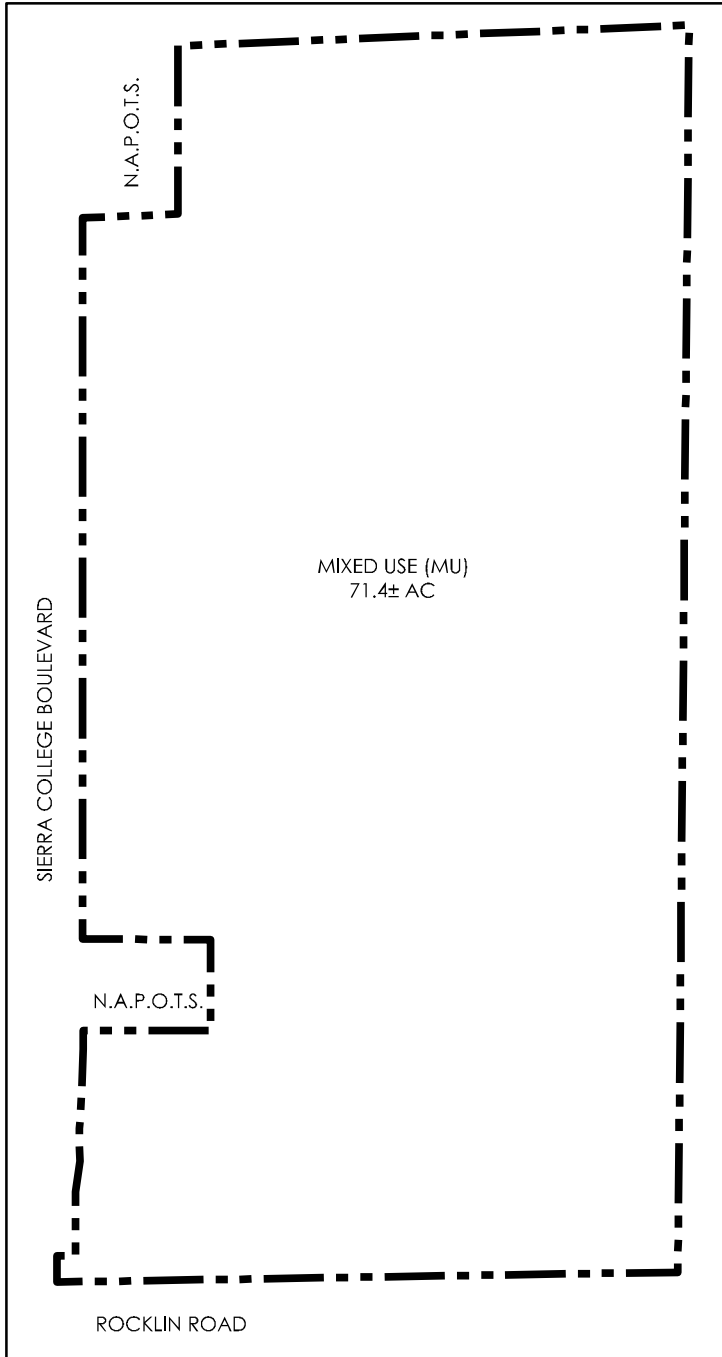 N.A.P.O.T.S.
MIXED USE (MU)
71.4± AC
SIERRA COLLEGE BOULEVARD
N.A.P.O.T.S.
ROCKLIN ROAD